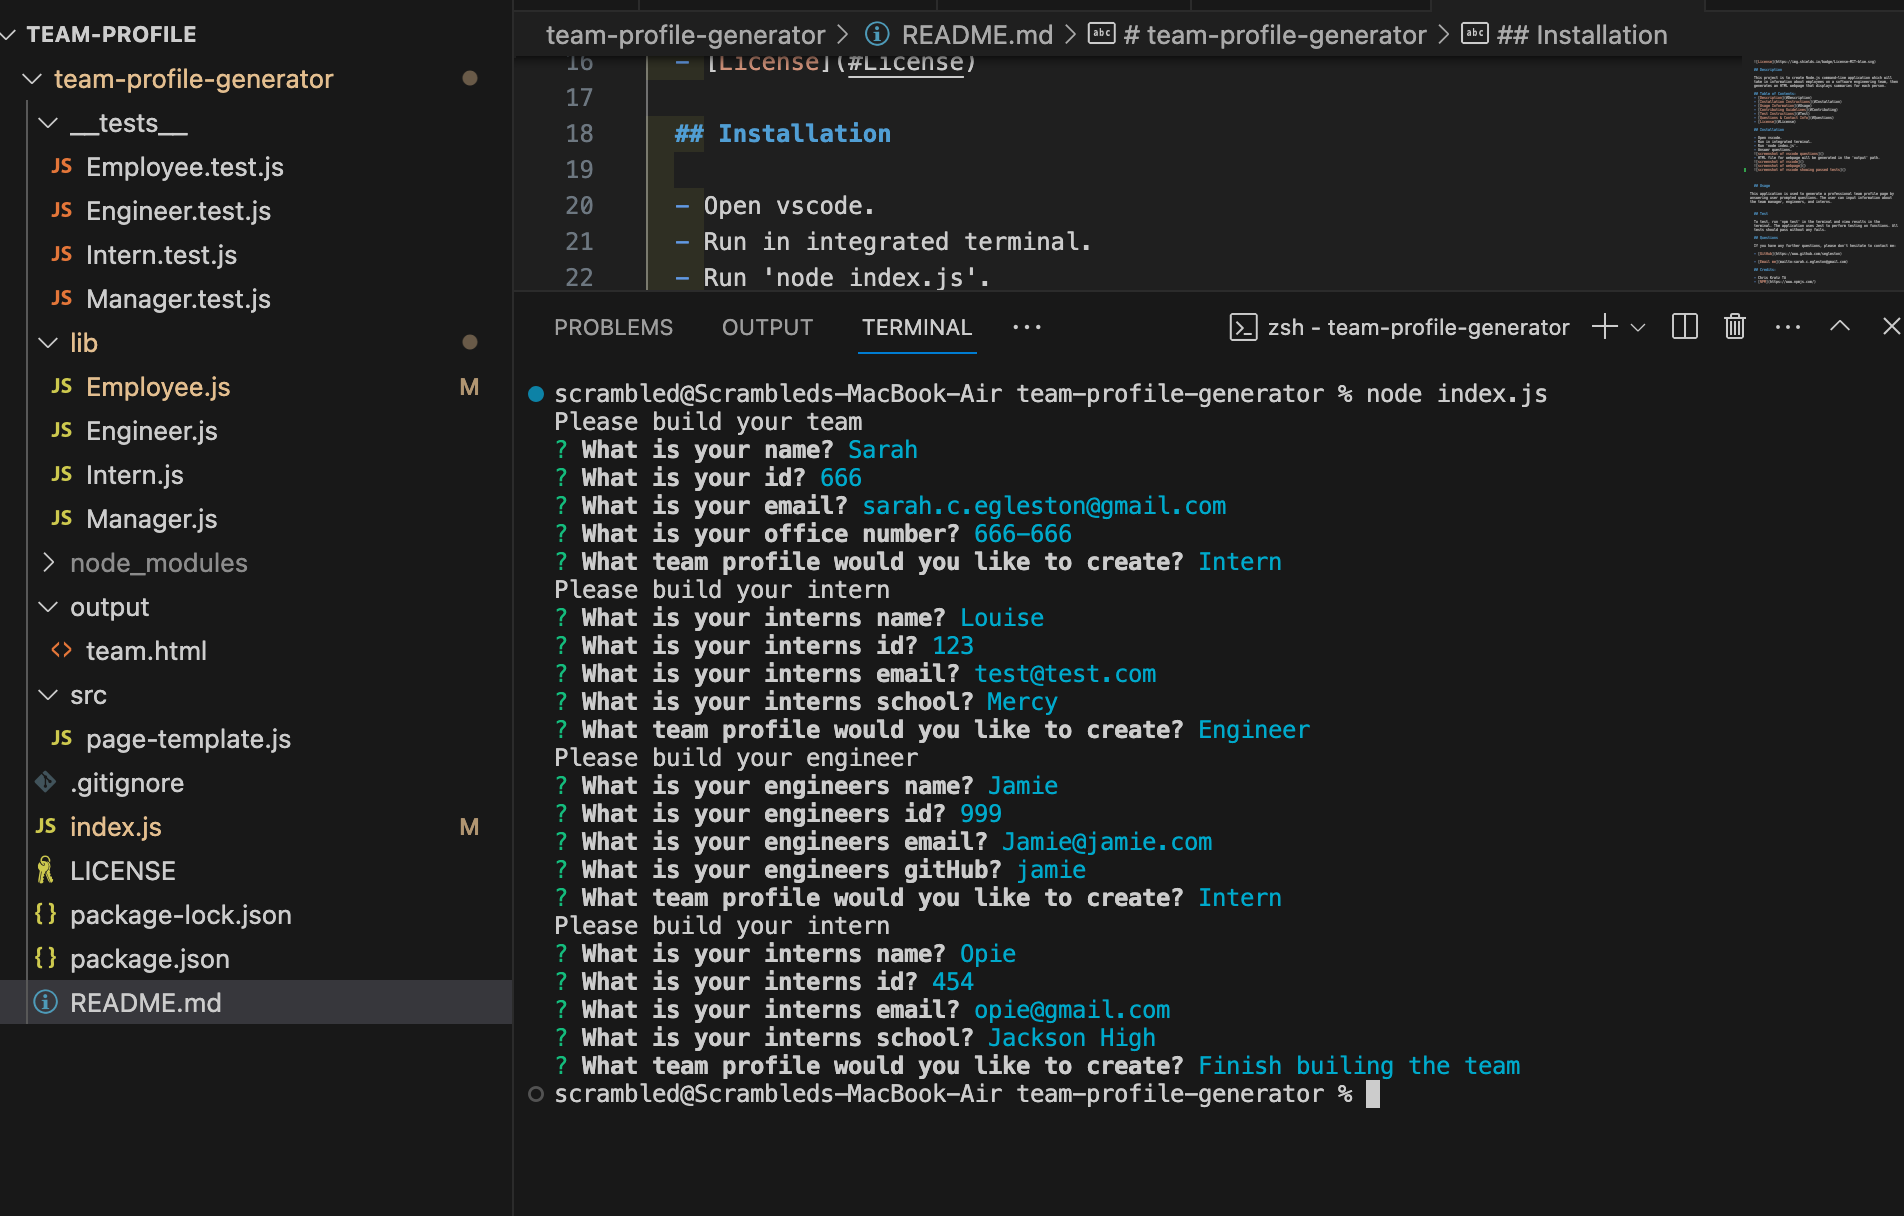 TEAM-PROFILE
team-profile-generator
__tests__
JS Employee.test.js
JS Engineer.test.js
JS Intern.test.js
JS Manager.test.js
lib
JS Employee.js M
JS Engineer.js
JS Intern.js
JS Manager.js
node_modules
output
<> team.html
src
JS page-template.js
.gitignore
JS index.js M
LICENSE
{} package-lock.json
{} package.json
README.md
team-profile-generator > README.md > abc # team-profile-generator > abc ## Installation
16 - [License](#License)
17
18 ## Installation
19
20 - Open vscode.
21 - Run in integrated terminal.
22 - Run 'node index.js'.
PROBLEMS OUTPUT TERMINAL ··· zsh - team-profile-generator
scrambled@Scrambleds-MacBook-Air team-profile-generator % node index.js
Please build your team
? What is your name? Sarah
? What is your id? 666
? What is your email? sarah.c.egleston@gmail.com
? What is your office number? 666-666
? What team profile would you like to create? Intern
Please build your intern
? What is your interns name? Louise
? What is your interns id? 123
? What is your interns email? test@test.com
? What is your interns school? Mercy
? What team profile would you like to create? Engineer
Please build your engineer
? What is your engineers name? Jamie
? What is your engineers id? 999
? What is your engineers email? Jamie@jamie.com
? What is your engineers gitHub? jamie
? What team profile would you like to create? Intern
Please build your intern
? What is your interns name? Opie
? What is your interns id? 454
? What is your interns email? opie@gmail.com
? What is your interns school? Jackson High
? What team profile would you like to create? Finish builing the team
scrambled@Scrambleds-MacBook-Air team-profile-generator %